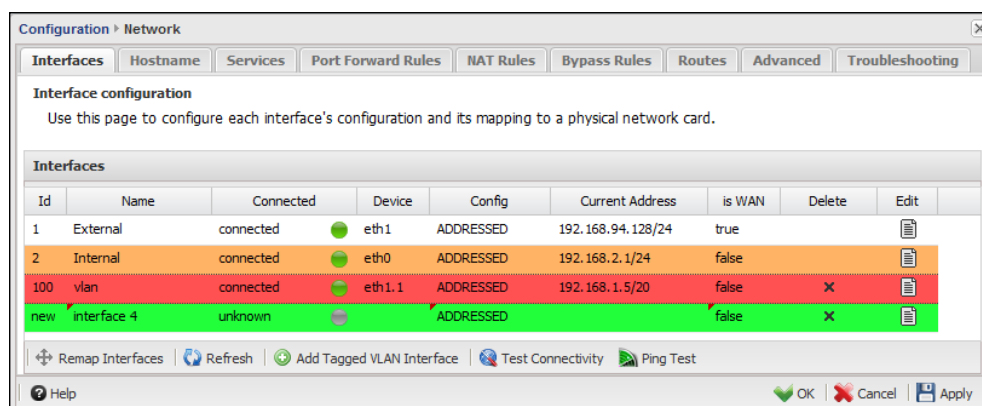 Configuration Network
Interfaces Hostname Services Port Forward Rules NAT Rules Bypass Rules Routes Advanced Troubleshooting
Interface configuration
Use this page to configure each interface's configuration and its mapping to a physical network card.
Interfaces
Id Name Connected Device Config Current Address is WAN Delete Edit
1 External connected eth1 ADDRESSED 192.168.94.128/24 true
2 Internal connected eth0 ADDRESSED 192.168.2.1/24 false
100 vlan connected eth1.1 ADDRESSED 192.168.1.5/20 false
new interface 4 unknown ADDRESSED false
Remap Interfaces Refresh Add Tagged VLAN Interface Test Connectivity Ping Test
Help OK Cancel Apply